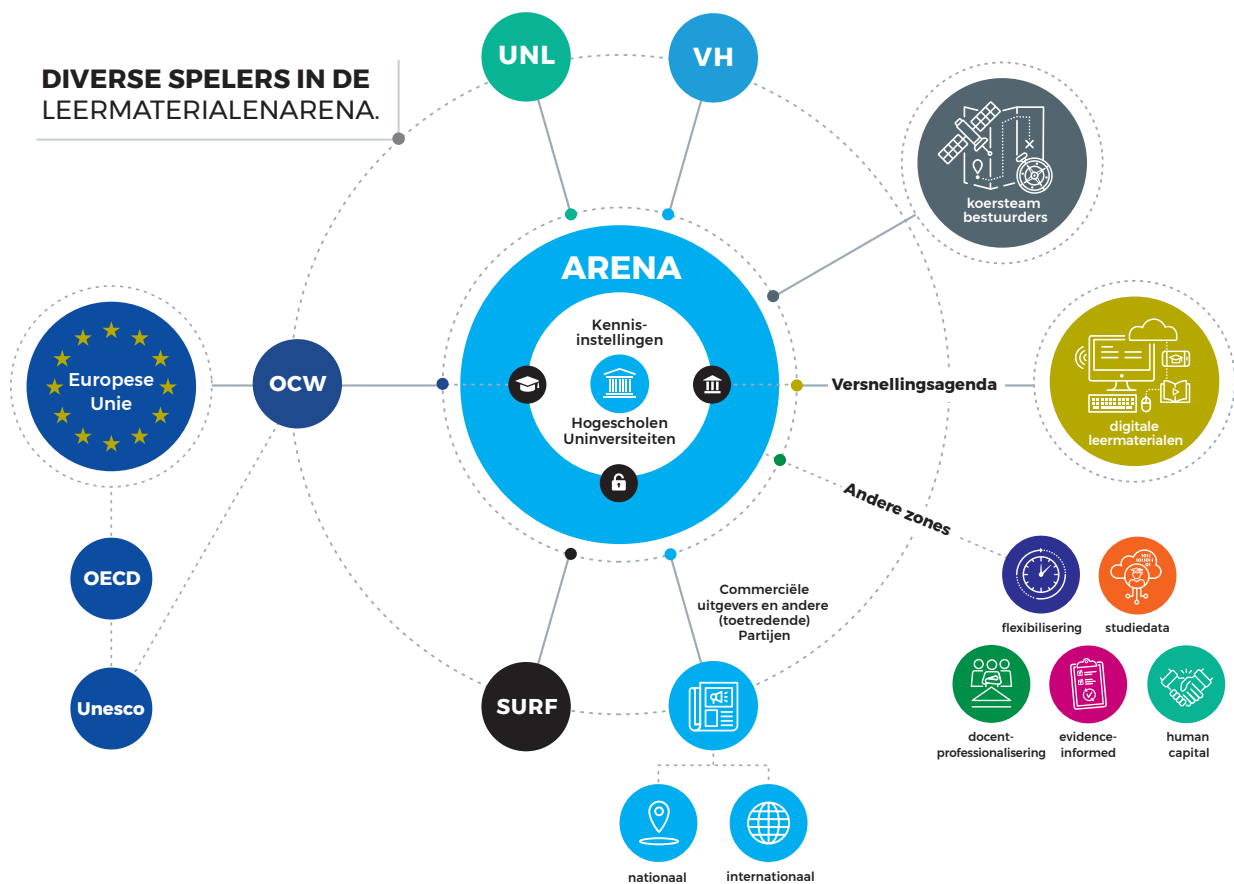 DIVERSE SPELERS IN DE
LEERMATERIALENARENA.
UNL
VH
koersteam
bestuurders
ARENA
Kennis-
instellingen
Hogescholen
Uninversiteiten
Europese
Unie
OCW
Versnellingsagenda
digitale
leermaterialen
Andere zones
OECD
Unesco
SURF
Commerciële
uitgevers en andere
(toetredende)
Partijen
flexibilisering
studiedata
docent-
professionalisering
evidence-
informed
human
capital
nationaal
internationaal